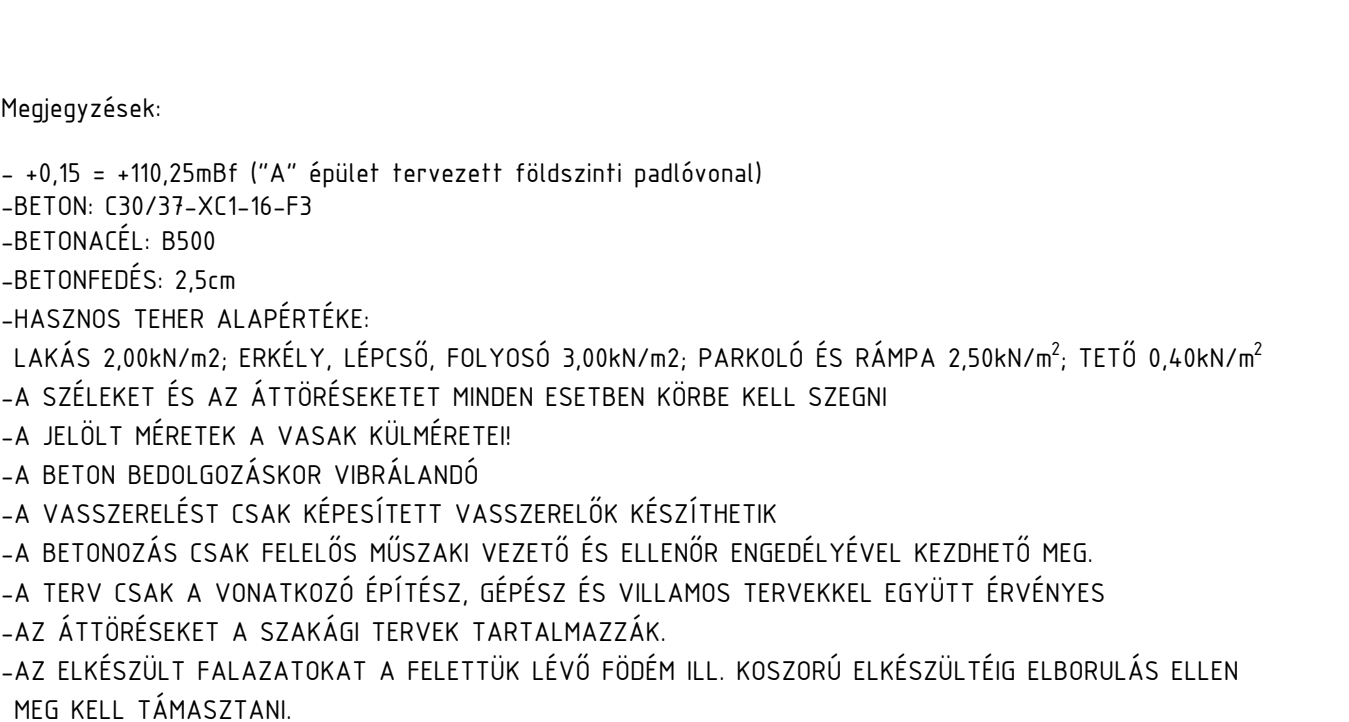 Megjegyzések:
- +0,15 = +110,25mBf ("A" épület tervezett földszinti padlóvonal)
-BETON: C30/37-XC1-16-F3
-BETONACÉL: B500
-BETONFEDÉS: 2,5cm
-HASZNOS TEHER ALAPÉRTÉKE:
LAKÁS 2,00kN/m2; ERKÉLY, LÉPCSŐ, FOLYOSÓ 3,00kN/m2; PARKOLÓ ÉS RÁMPA 2,50kN/m²; TETŐ 0,40kN/m²
-A SZÉLEKET ÉS AZ ÁTTÖRÉSEKETET MINDEN ESETBEN KÖRBE KELL SZEGNI
-A JELÖLT MÉRETEK A VASAK KÜLMÉRETEI!
-A BETON BEDOLGOZÁSKOR VIBRÁLANDÓ
-A VASSZERELÉST CSAK KÉPESÍTETT VASSZERELŐK KÉSZÍTHETIK
-A BETONOZÁS CSAK FELELŐS MŰSZAKI VEZETŐ ÉS ELLENŐR ENGEDÉLYÉVEL KEZDHETŐ MEG.
-A TERV CSAK A VONATKOZÓ ÉPÍTÉSZ, GÉPÉSZ ÉS VILLAMOS TERVEKKEL EGYÜTT ÉRVÉNYES
-AZ ÁTTÖRÉSEKET A SZAKÁGI TERVEK TARTALMAZZÁK.
-AZ ELKÉSZÜLT FALAZATOKAT A FELETTÜK LÉVŐ FÖDÉM ILL. KOSZORÚ ELKÉSZÜLTÉIG ELBORULÁS ELLEN
MEG KELL TÁMASZTANI.